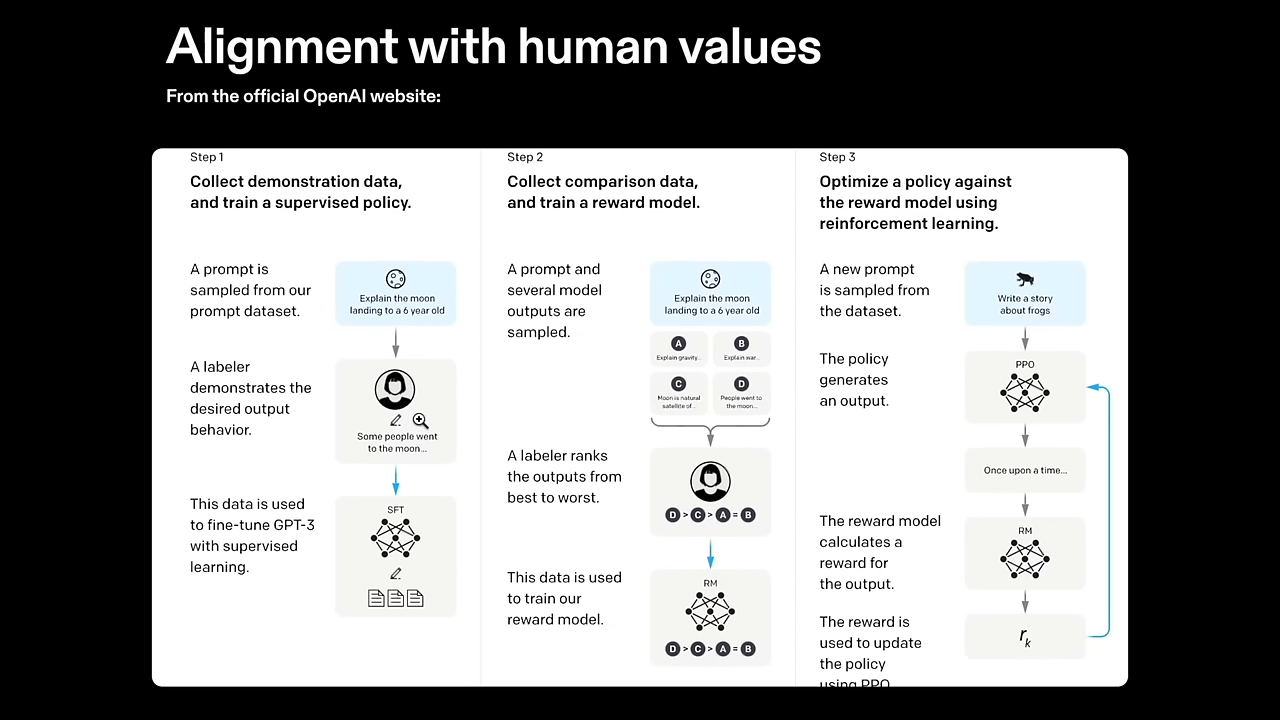 Alignment with human values
From the official OpenAI website:
Step 1
Collect demonstration data,
and train a supervised policy.
A prompt is
sampled from our
prompt dataset.
Explain the moon
landing to a 6 year old
A labeler
demonstrates the
desired output
behavior.
Some people went
to the moon...
This data is used
to fine-tune GPT-3
with supervised
learning.
SFT
Step 2
Collect comparison data,
and train a reward model.
A prompt and
several model
outputs are
sampled.
Explain the moon
landing to a 6 year old
A
Explain gravity...
B
Explain war...
C
Moon is natural
satellite of...
D
People went to
the moon...
A labeler ranks
the outputs from
best to worst.
D > C > A = B
This data is used
to train our
reward model.
RM
D > C > A = B
Step 3
Optimize a policy against
the reward model using
reinforcement learning.
A new prompt
is sampled from
the dataset.
Write a story
about frogs
The policy
generates
an output.
PPO
Once upon a time...
The reward model
calculates a
reward for
the output.
RM
The reward is
used to update
the policy
using PPO
r_k